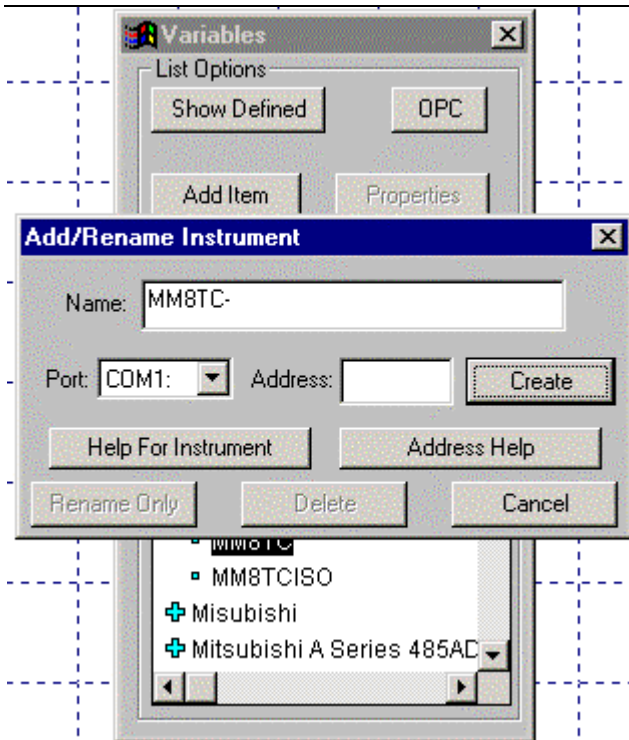 Variables
List Options
Show Defined OPC
Add Item Properties
Add/Rename Instrument
Name: MM8TC-
Port: COM1: Address: Create
Help For Instrument Address Help
Rename Only Delete Cancel
MM8TC
MM8TCISO
Misubishi
Mitsubishi A Series 485AD